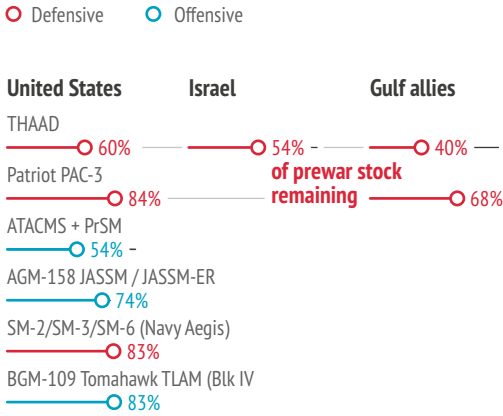 Defensive Offensive
United States Israel Gulf allies
THAAD
60% 54% 40%
of prewar stock
remaining
Patriot PAC-3
84% 68%
ATACMS + PrSM
54%
AGM-158 JASSM / JASSM-ER
74%
SM-2/SM-3/SM-6 (Navy Aegis)
83%
BGM-109 Tomahawk TLAM (Blk IV
83%